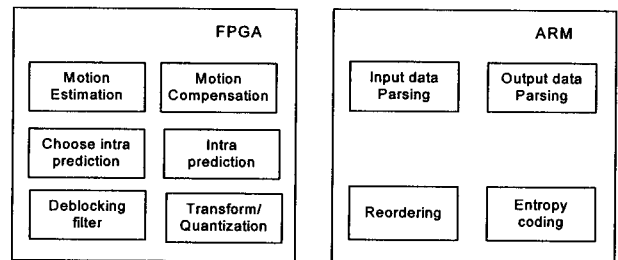 FPGA
Motion
Estimation
Motion
Compensation
Choose intra
prediction
Intra
prediction
Deblocking
filter
Transform/
Quantization
ARM
Input data
Parsing
Output data
Parsing
Reordering
Entropy
coding